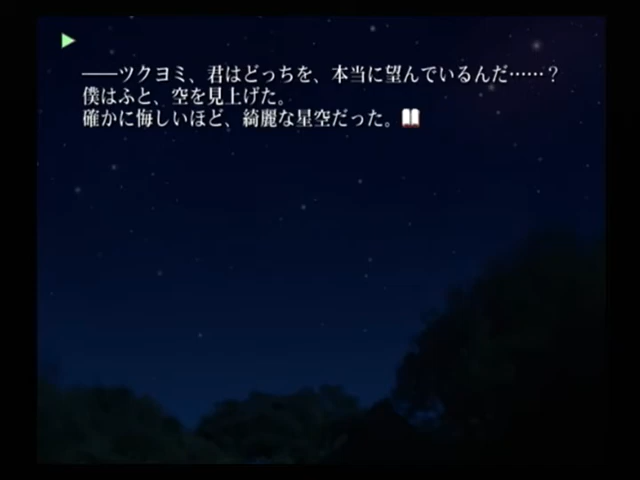 ――ツクヨミ、君はどっちを、本当に望んでいるんだ……？
僕はふと、空を見上げた。
確かに悔しいほど、綺麗な星空だった。